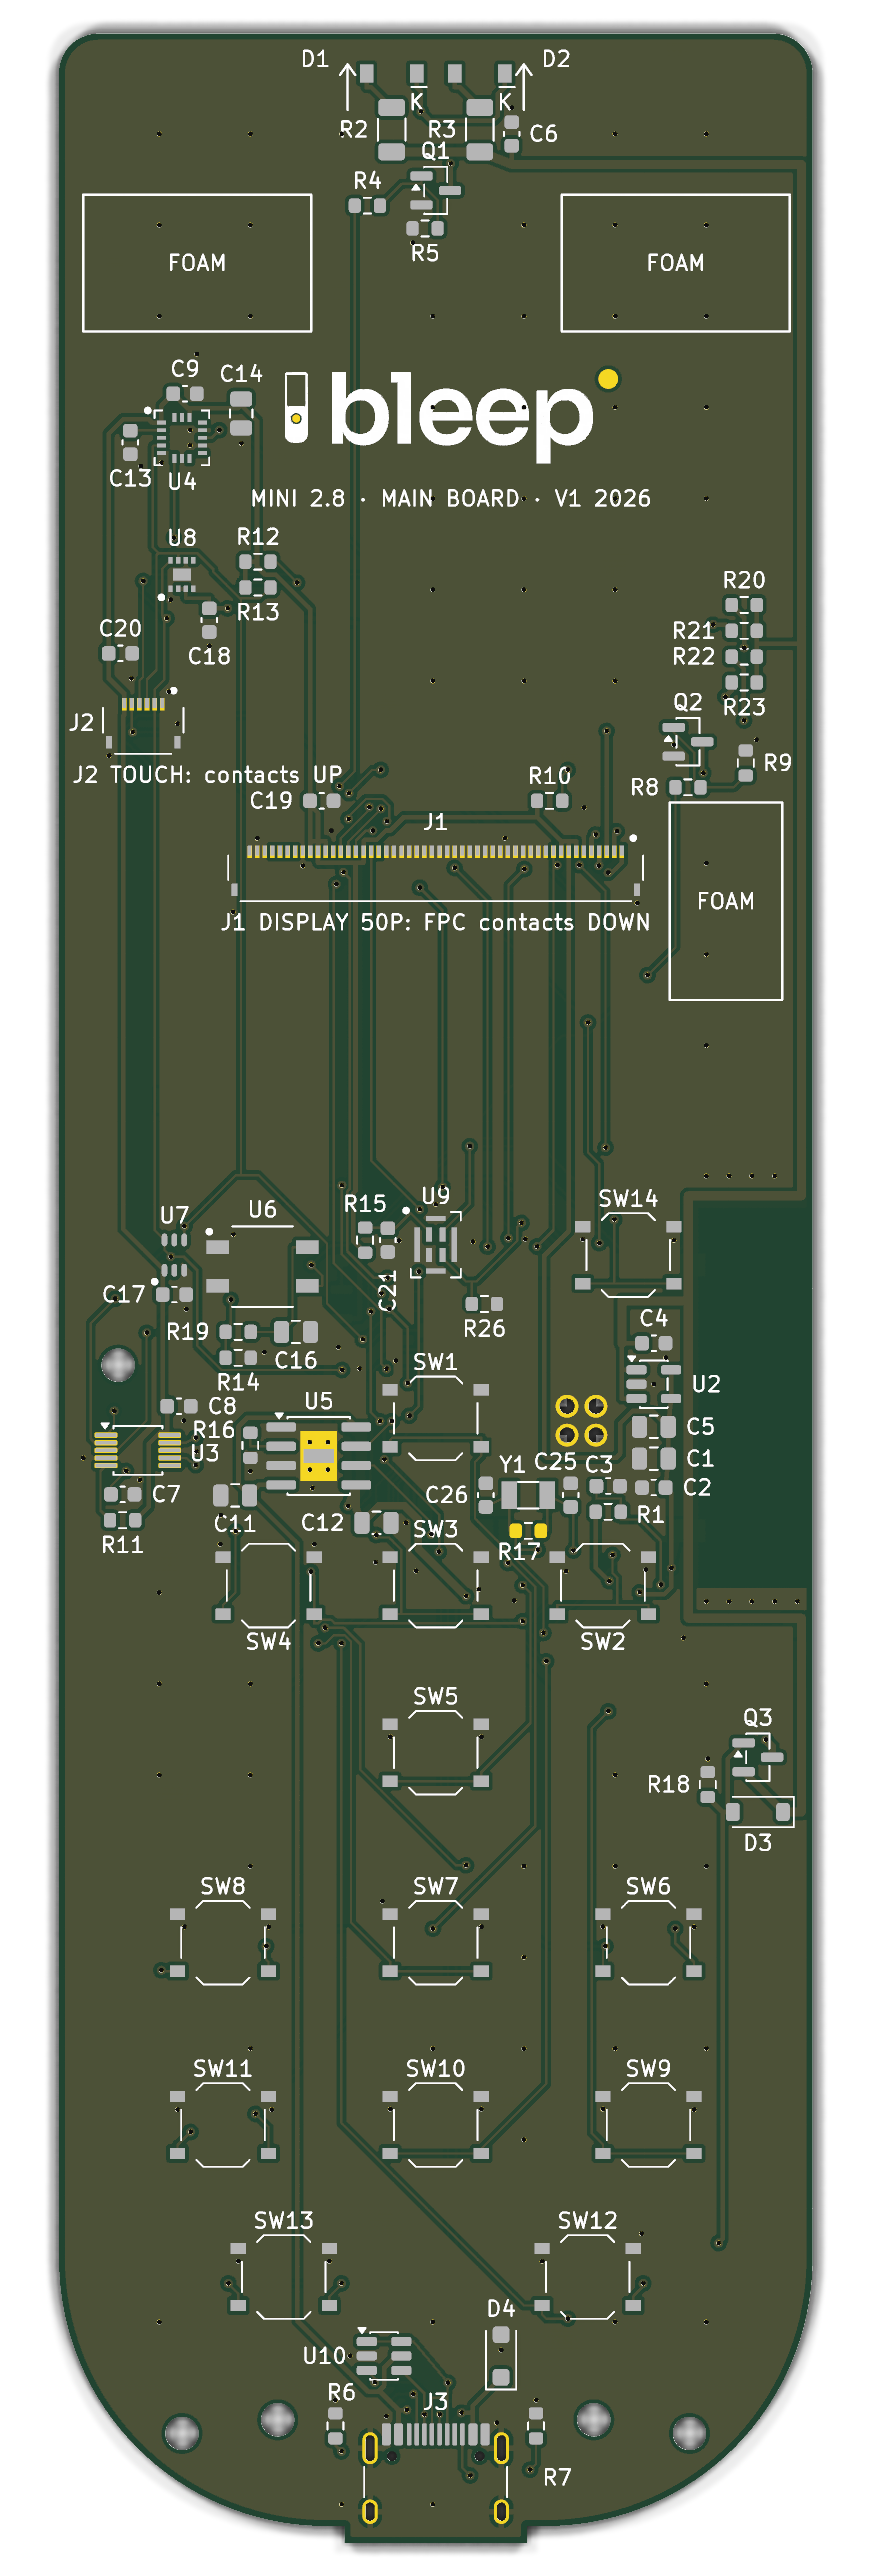 D1 D2
K K
R2 R3 C6
Q1
R4
R5
FOAM FOAM
C9
C14
bleep
C13
U4
MINI 2.8 · MAIN BOARD · V1 2026
U8 R12
R20
R13
C20
R21
C18
R22
Q2 R23
J2
R9
J2 TOUCH: contacts UP
R10
R8
C19
J1
FOAM
J1 DISPLAY 50P: FPC contacts DOWN
U9
SW14
R15
U6
U7
C21
C17
C4
R19 R26
C16
SW1
R14
U2
U5
C8
R16
C5
U3
C1
Y1 C25 C3
C2
C7 C26
R1
C11 C12
SW3
R11
R17
SW4 SW2
SW5
Q3
R18
D3
SW8 SW7 SW6
SW11 SW10 SW9
SW13 SW12
D4
U10
R6
J3
R7